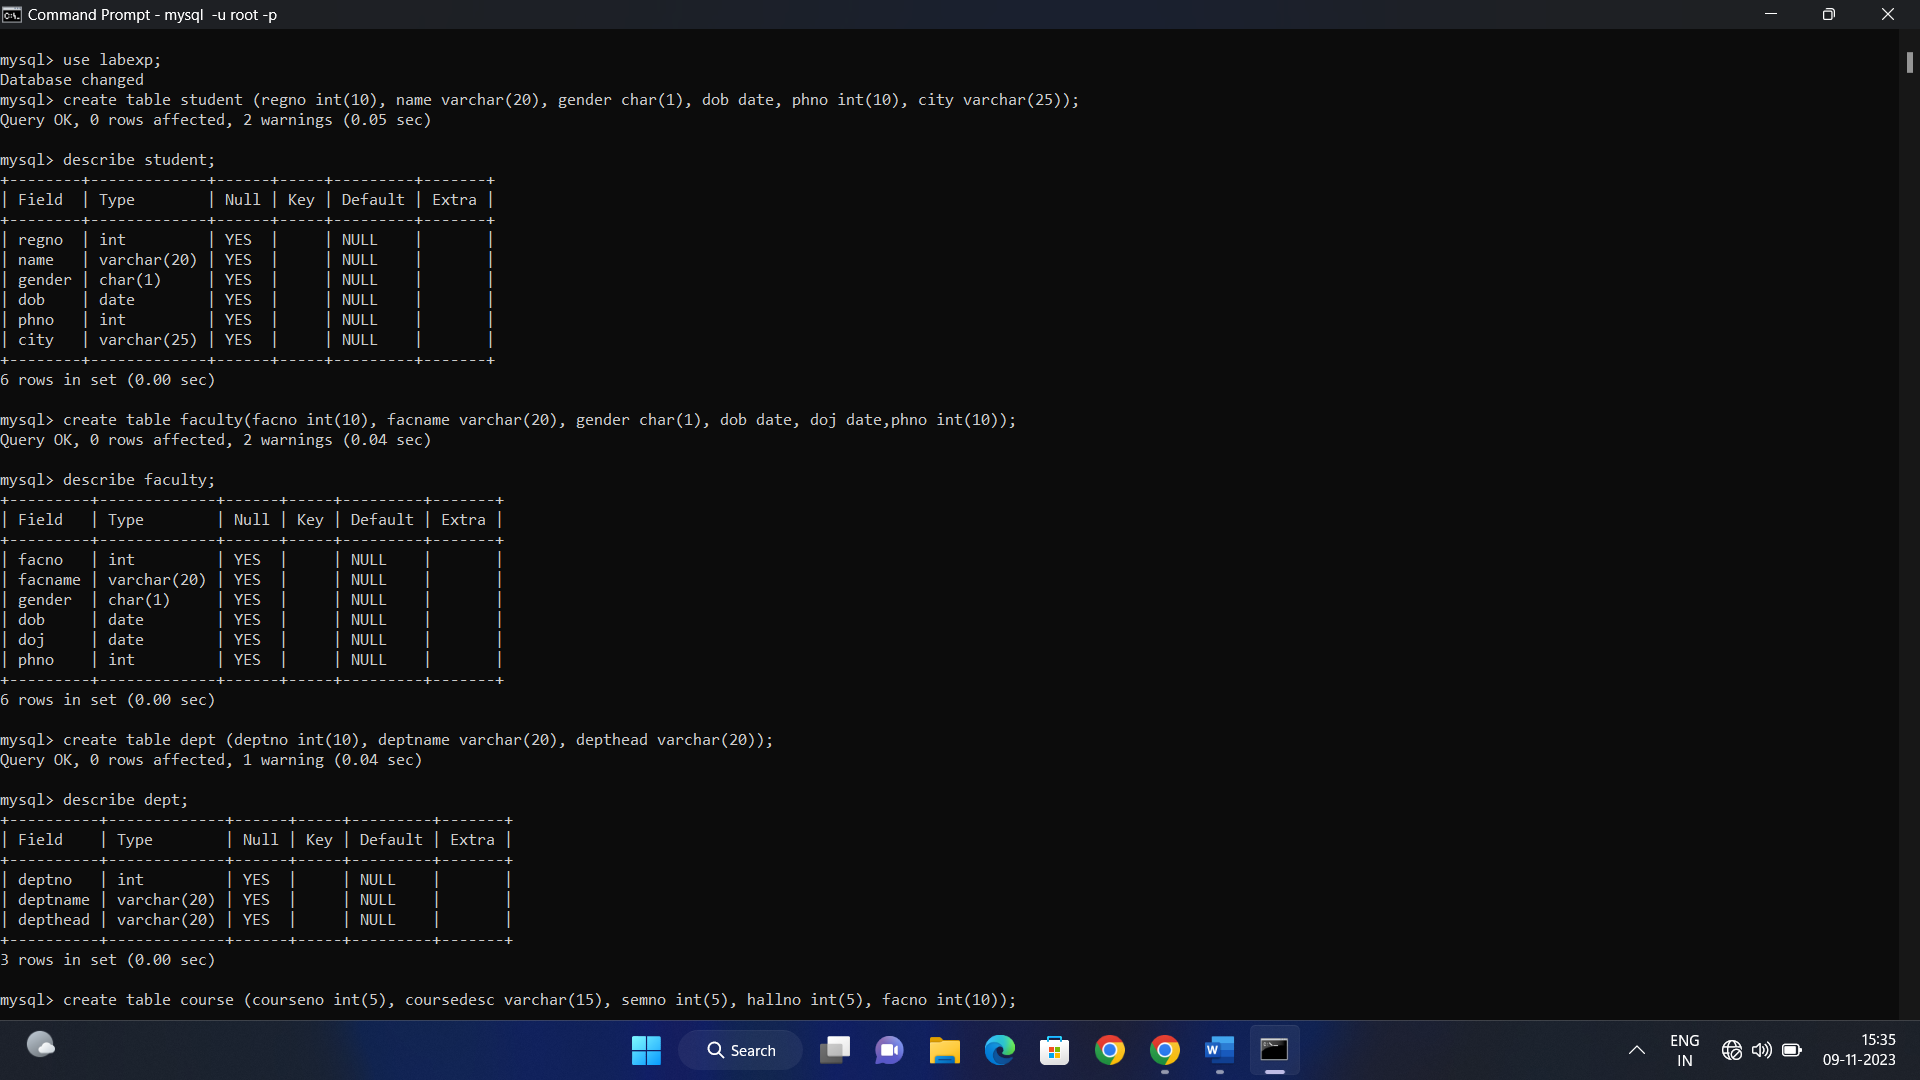 Command Prompt - mysql  -u root -p
mysql> use labexp;
Database changed
mysql> create table student (regno int(10), name varchar(20), gender char(1), dob date, phno int(10), city varchar(25));
Query OK, 0 rows affected, 2 warnings (0.05 sec)
mysql> describe student;
+--------+-------------+------+-----+---------+-------+
| Field  | Type        | Null | Key | Default | Extra |
+--------+-------------+------+-----+---------+-------+
| regno  | int         | YES  |     | NULL    |       |
| name   | varchar(20) | YES  |     | NULL    |       |
| gender | char(1)     | YES  |     | NULL    |       |
| dob    | date        | YES  |     | NULL    |       |
| phno   | int         | YES  |     | NULL    |       |
| city   | varchar(25) | YES  |     | NULL    |       |
+--------+-------------+------+-----+---------+-------+
6 rows in set (0.00 sec)
mysql> create table faculty(facno int(10), facname varchar(20), gender char(1), dob date, doj date,phno int(10));
Query OK, 0 rows affected, 2 warnings (0.04 sec)
mysql> describe faculty;
+---------+-------------+------+-----+---------+-------+
| Field   | Type        | Null | Key | Default | Extra |
+---------+-------------+------+-----+---------+-------+
| facno   | int         | YES  |     | NULL    |       |
| facname | varchar(20) | YES  |     | NULL    |       |
| gender  | char(1)     | YES  |     | NULL    |       |
| dob     | date        | YES  |     | NULL    |       |
| doj     | date        | YES  |     | NULL    |       |
| phno    | int         | YES  |     | NULL    |       |
+---------+-------------+------+-----+---------+-------+
6 rows in set (0.00 sec)
mysql> create table dept (deptno int(10), deptname varchar(20), depthead varchar(20));
Query OK, 0 rows affected, 1 warning (0.04 sec)
mysql> describe dept;
+----------+-------------+------+-----+---------+-------+
| Field    | Type        | Null | Key | Default | Extra |
+----------+-------------+------+-----+---------+-------+
| deptno   | int         | YES  |     | NULL    |       |
| deptname | varchar(20) | YES  |     | NULL    |       |
| depthead | varchar(20) | YES  |     | NULL    |       |
+----------+-------------+------+-----+---------+-------+
3 rows in set (0.00 sec)
mysql> create table course (courseno int(5), coursedesc varchar(15), semno int(5), hallno int(5), facno int(10));
Search
ENG
IN
15:35
09-11-2023